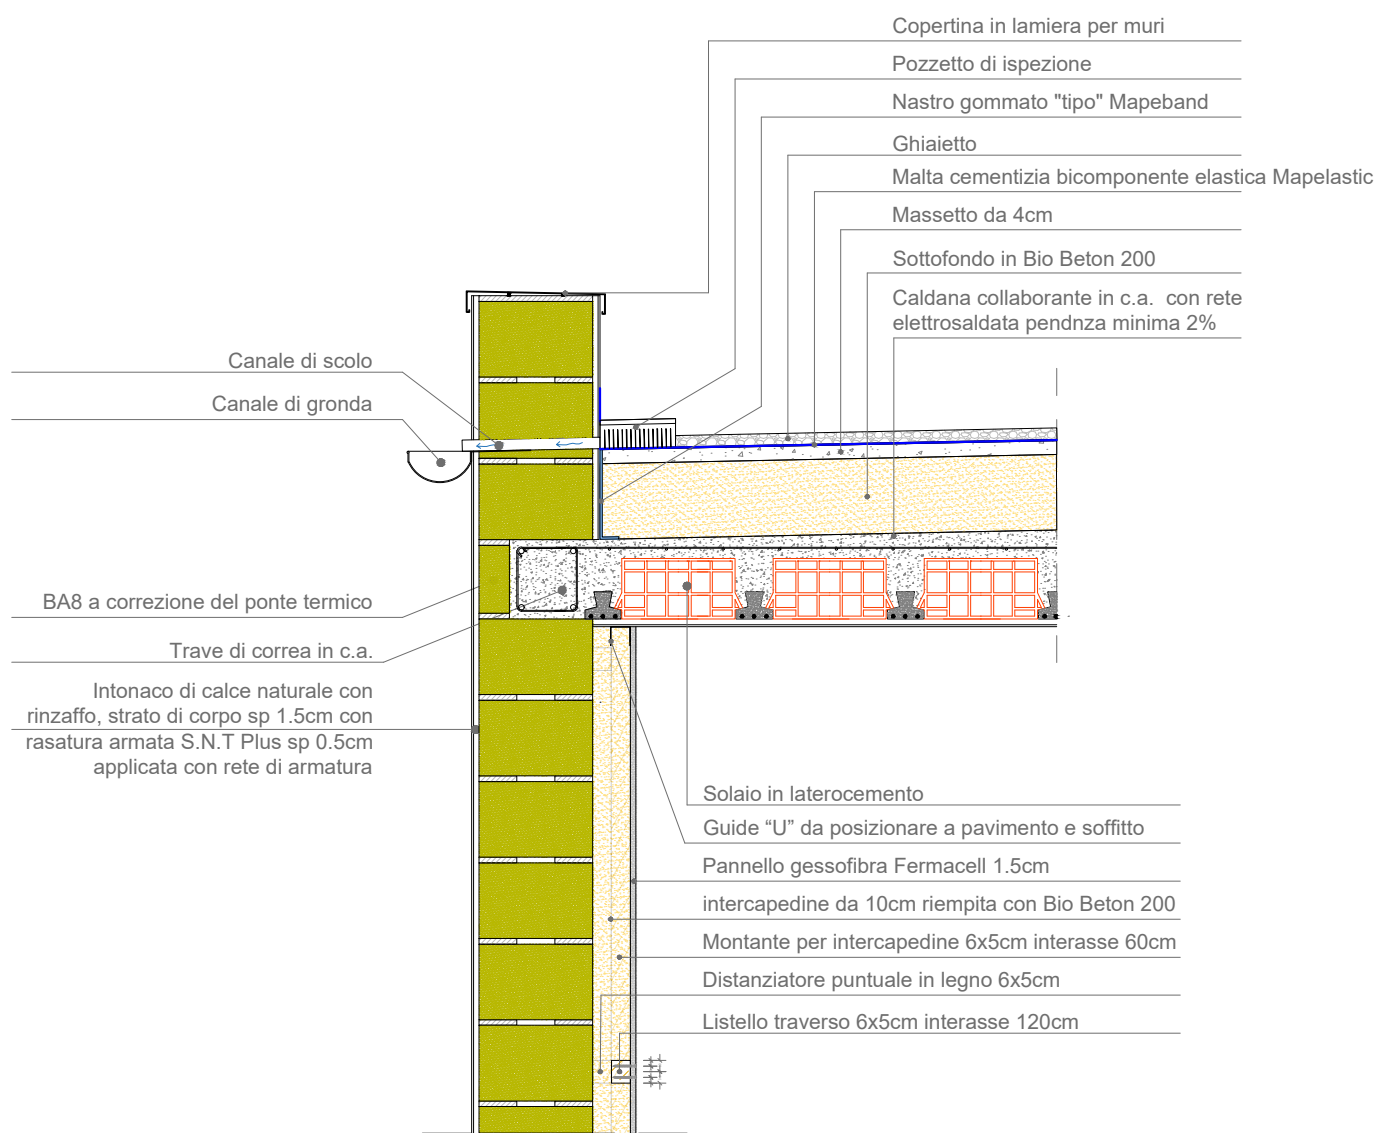 Copertina in lamiera per muri
Pozzetto di ispezione
Nastro gommato "tipo" Mapeband
Ghiaietto
Malta cementizia bicomponente elastica Mapelastic
Massetto da 4cm
Sottofondo in Bio Beton 200
Caldana collaborante in c.a. con rete
elettrosaldata pendnza minima 2%
Canale di scolo
Canale di gronda
BA8 a correzione del ponte termico
Trave di correa in c.a.
Intonaco di calce naturale con
rinzaffo, strato di corpo sp 1.5cm con
rasatura armata S.N.T Plus sp 0.5cm
applicata con rete di armatura
Solaio in laterocemento
Guide “U” da posizionare a pavimento e soffitto
Pannello gessofibra Fermacell 1.5cm
intercapedine da 10cm riempita con Bio Beton 200
Montante per intercapedine 6x5cm interasse 60cm
Distanziatore puntuale in legno 6x5cm
Listello traverso 6x5cm interasse 120cm